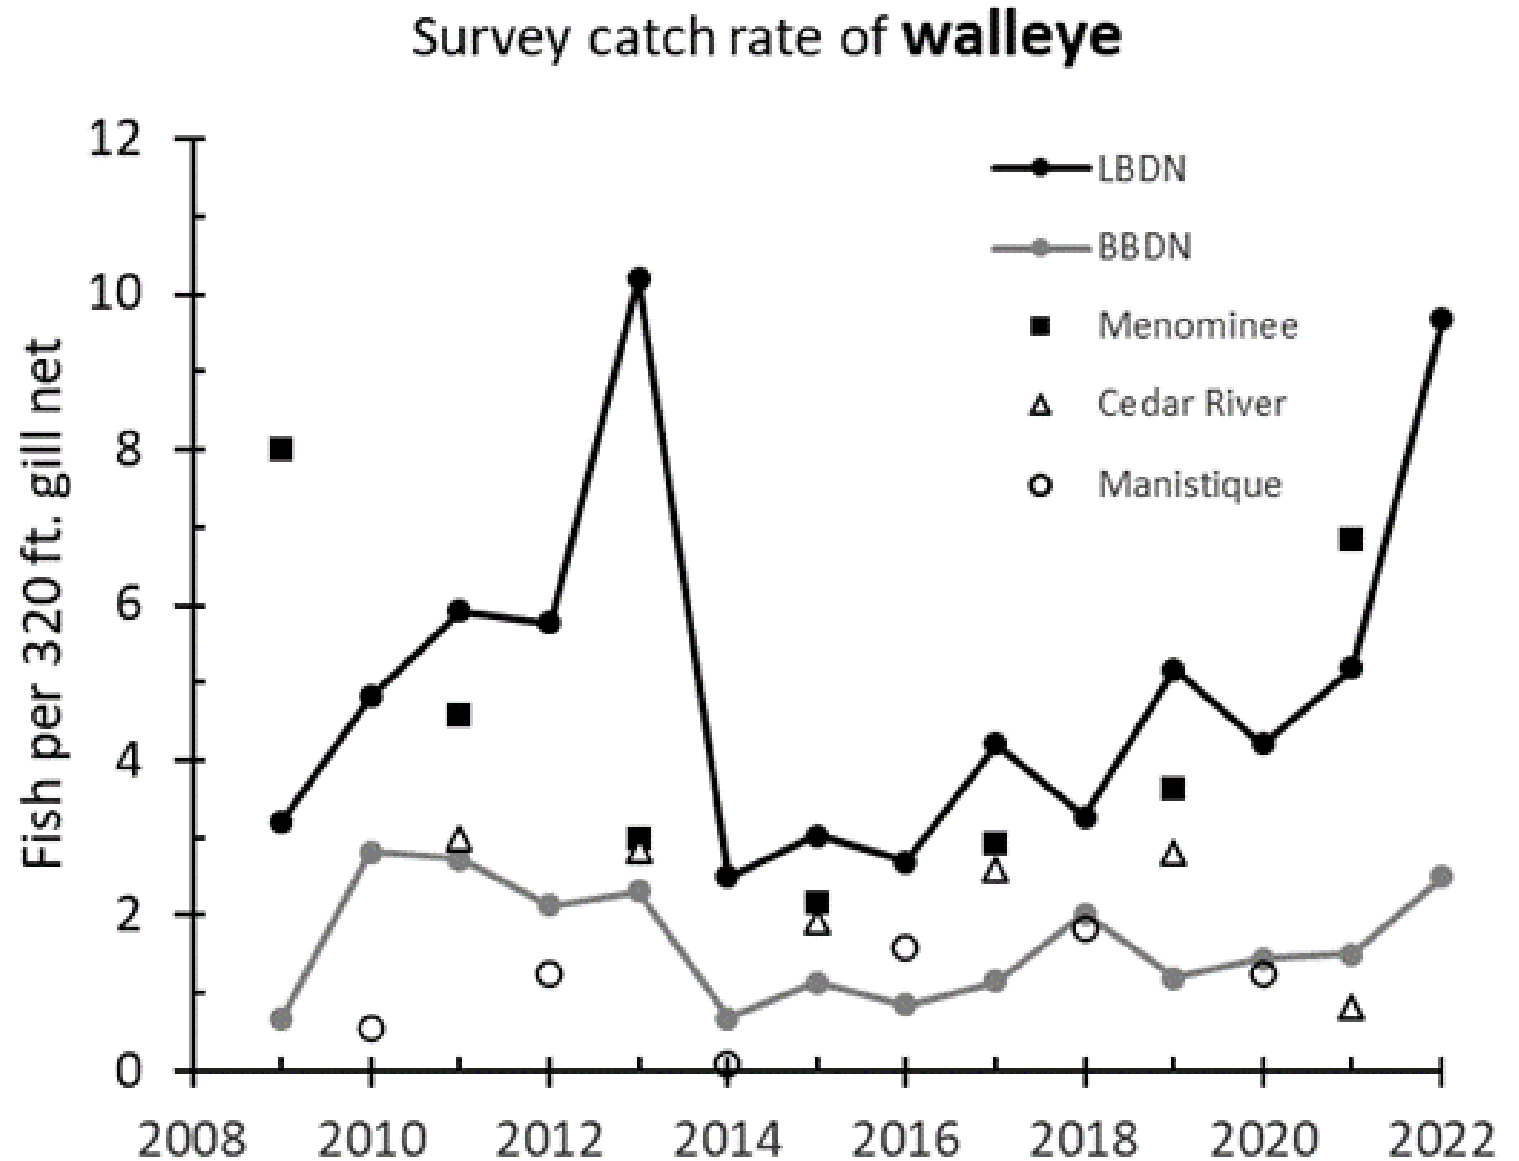 Survey catch rate of walleye
Fish per 320 ft. gill net
12
10
8
6
4
2
0
LBDN
BBDN
Menominee
Cedar River
Manistique
2008 2010 2012 2014 2016 2018 2020 2022